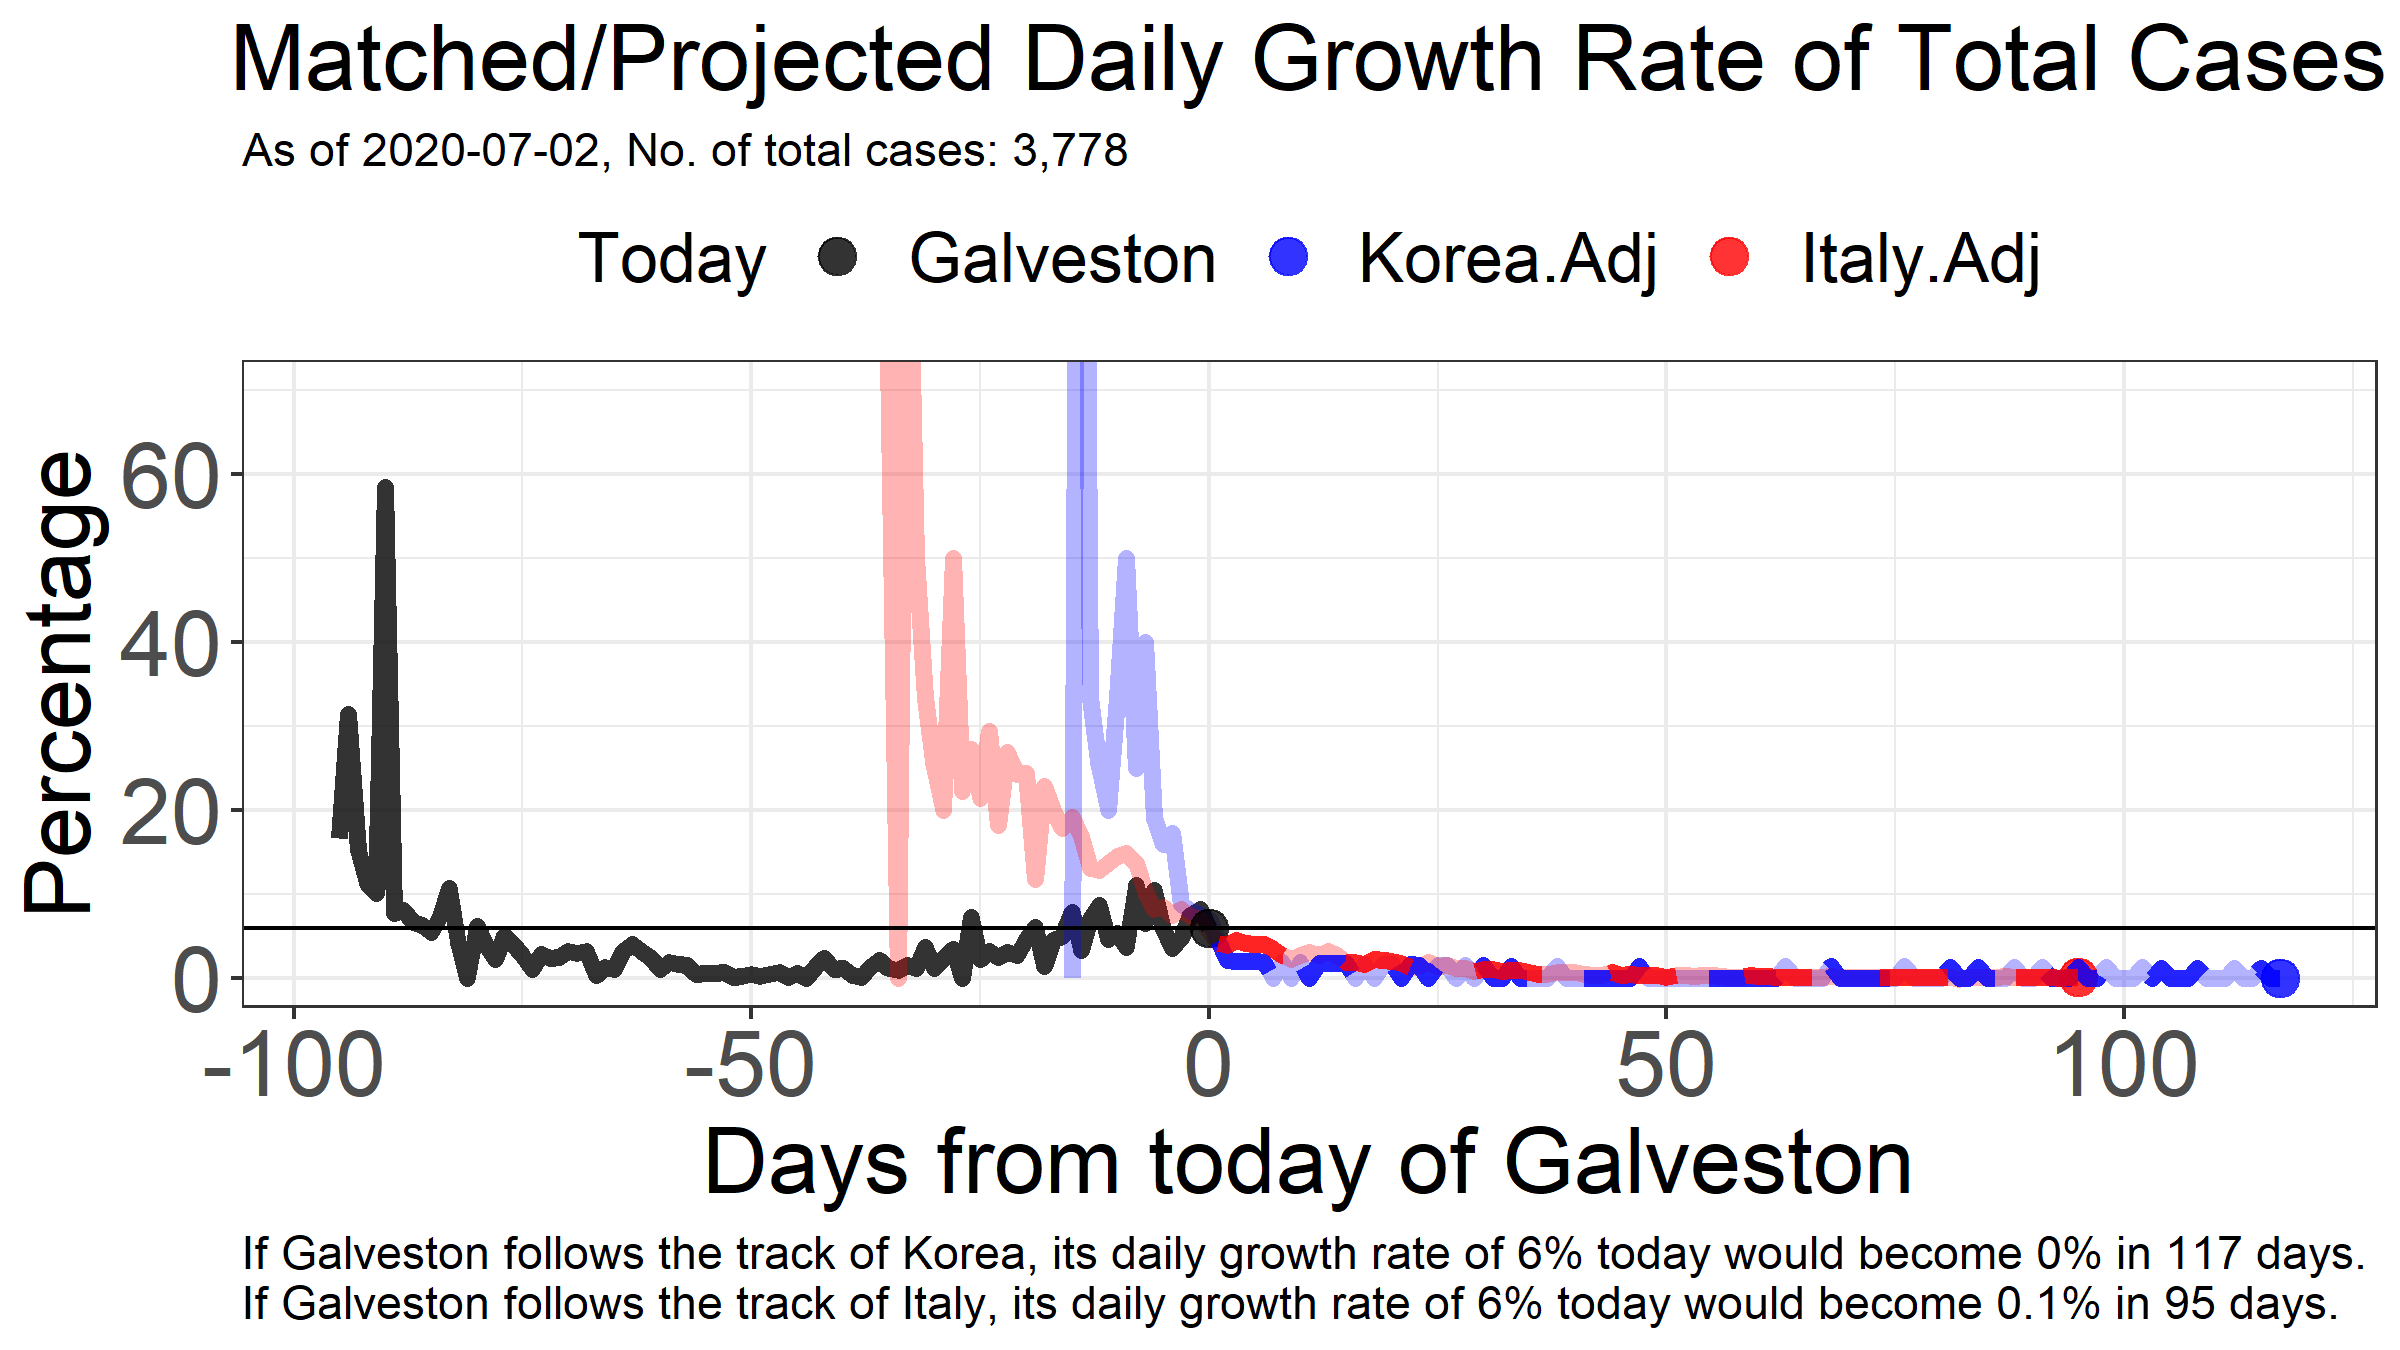 Matched/Projected Daily Growth Rate of Total Cases
As of 2020-07-02, No. of total cases: 3,778
Today Galveston Korea.Adj Italy.Adj
Percentage
60
40
20
0
-100 -50 0 50 100
Days from today of Galveston
If Galveston follows the track of Korea, its daily growth rate of 6% today would become 0% in 117 days.
If Galveston follows the track of Italy, its daily growth rate of 6% today would become 0.1% in 95 days.